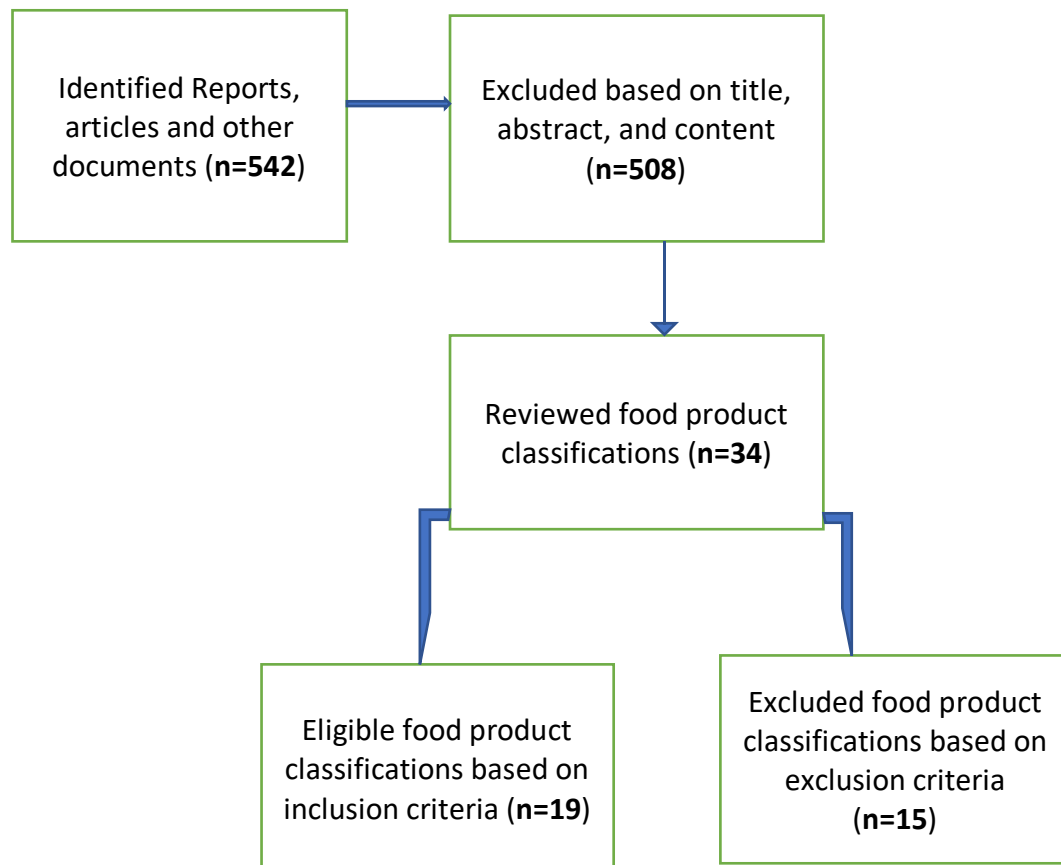 Identified Reports,
articles and other
documents (n=542)
Excluded based on title,
abstract, and content
(n=508)
Reviewed food product
classifications (n=34)
Eligible food product
classifications based on
inclusion criteria (n=19)
Excluded food product
classifications based on
exclusion criteria
(n=15)